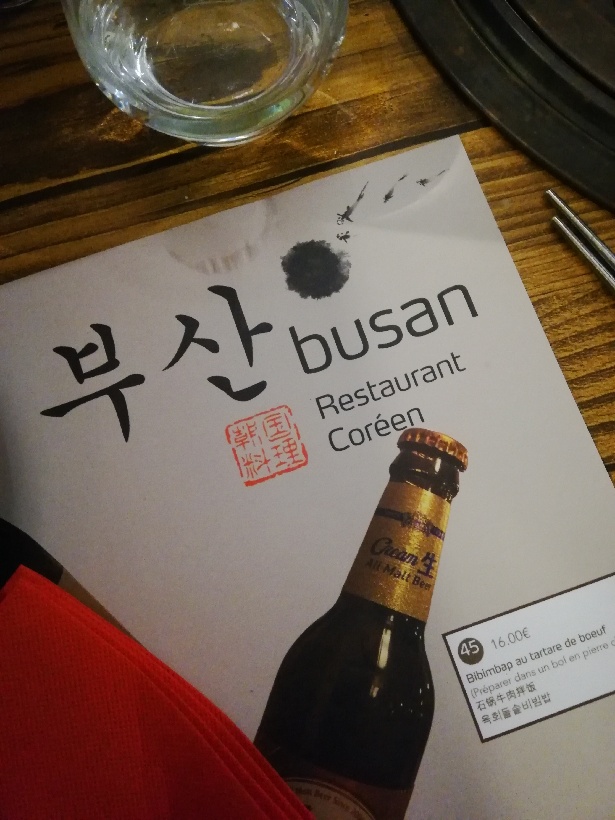 부산 busan
Restaurant
Coréen
韩国
料理
Cream 生
All Malt Beer
45 16.00€
Bibimbap au tartare de boeuf
(Préparer dans un bol en pierre
石锅牛肉拌饭
육회돌솥비빔밥